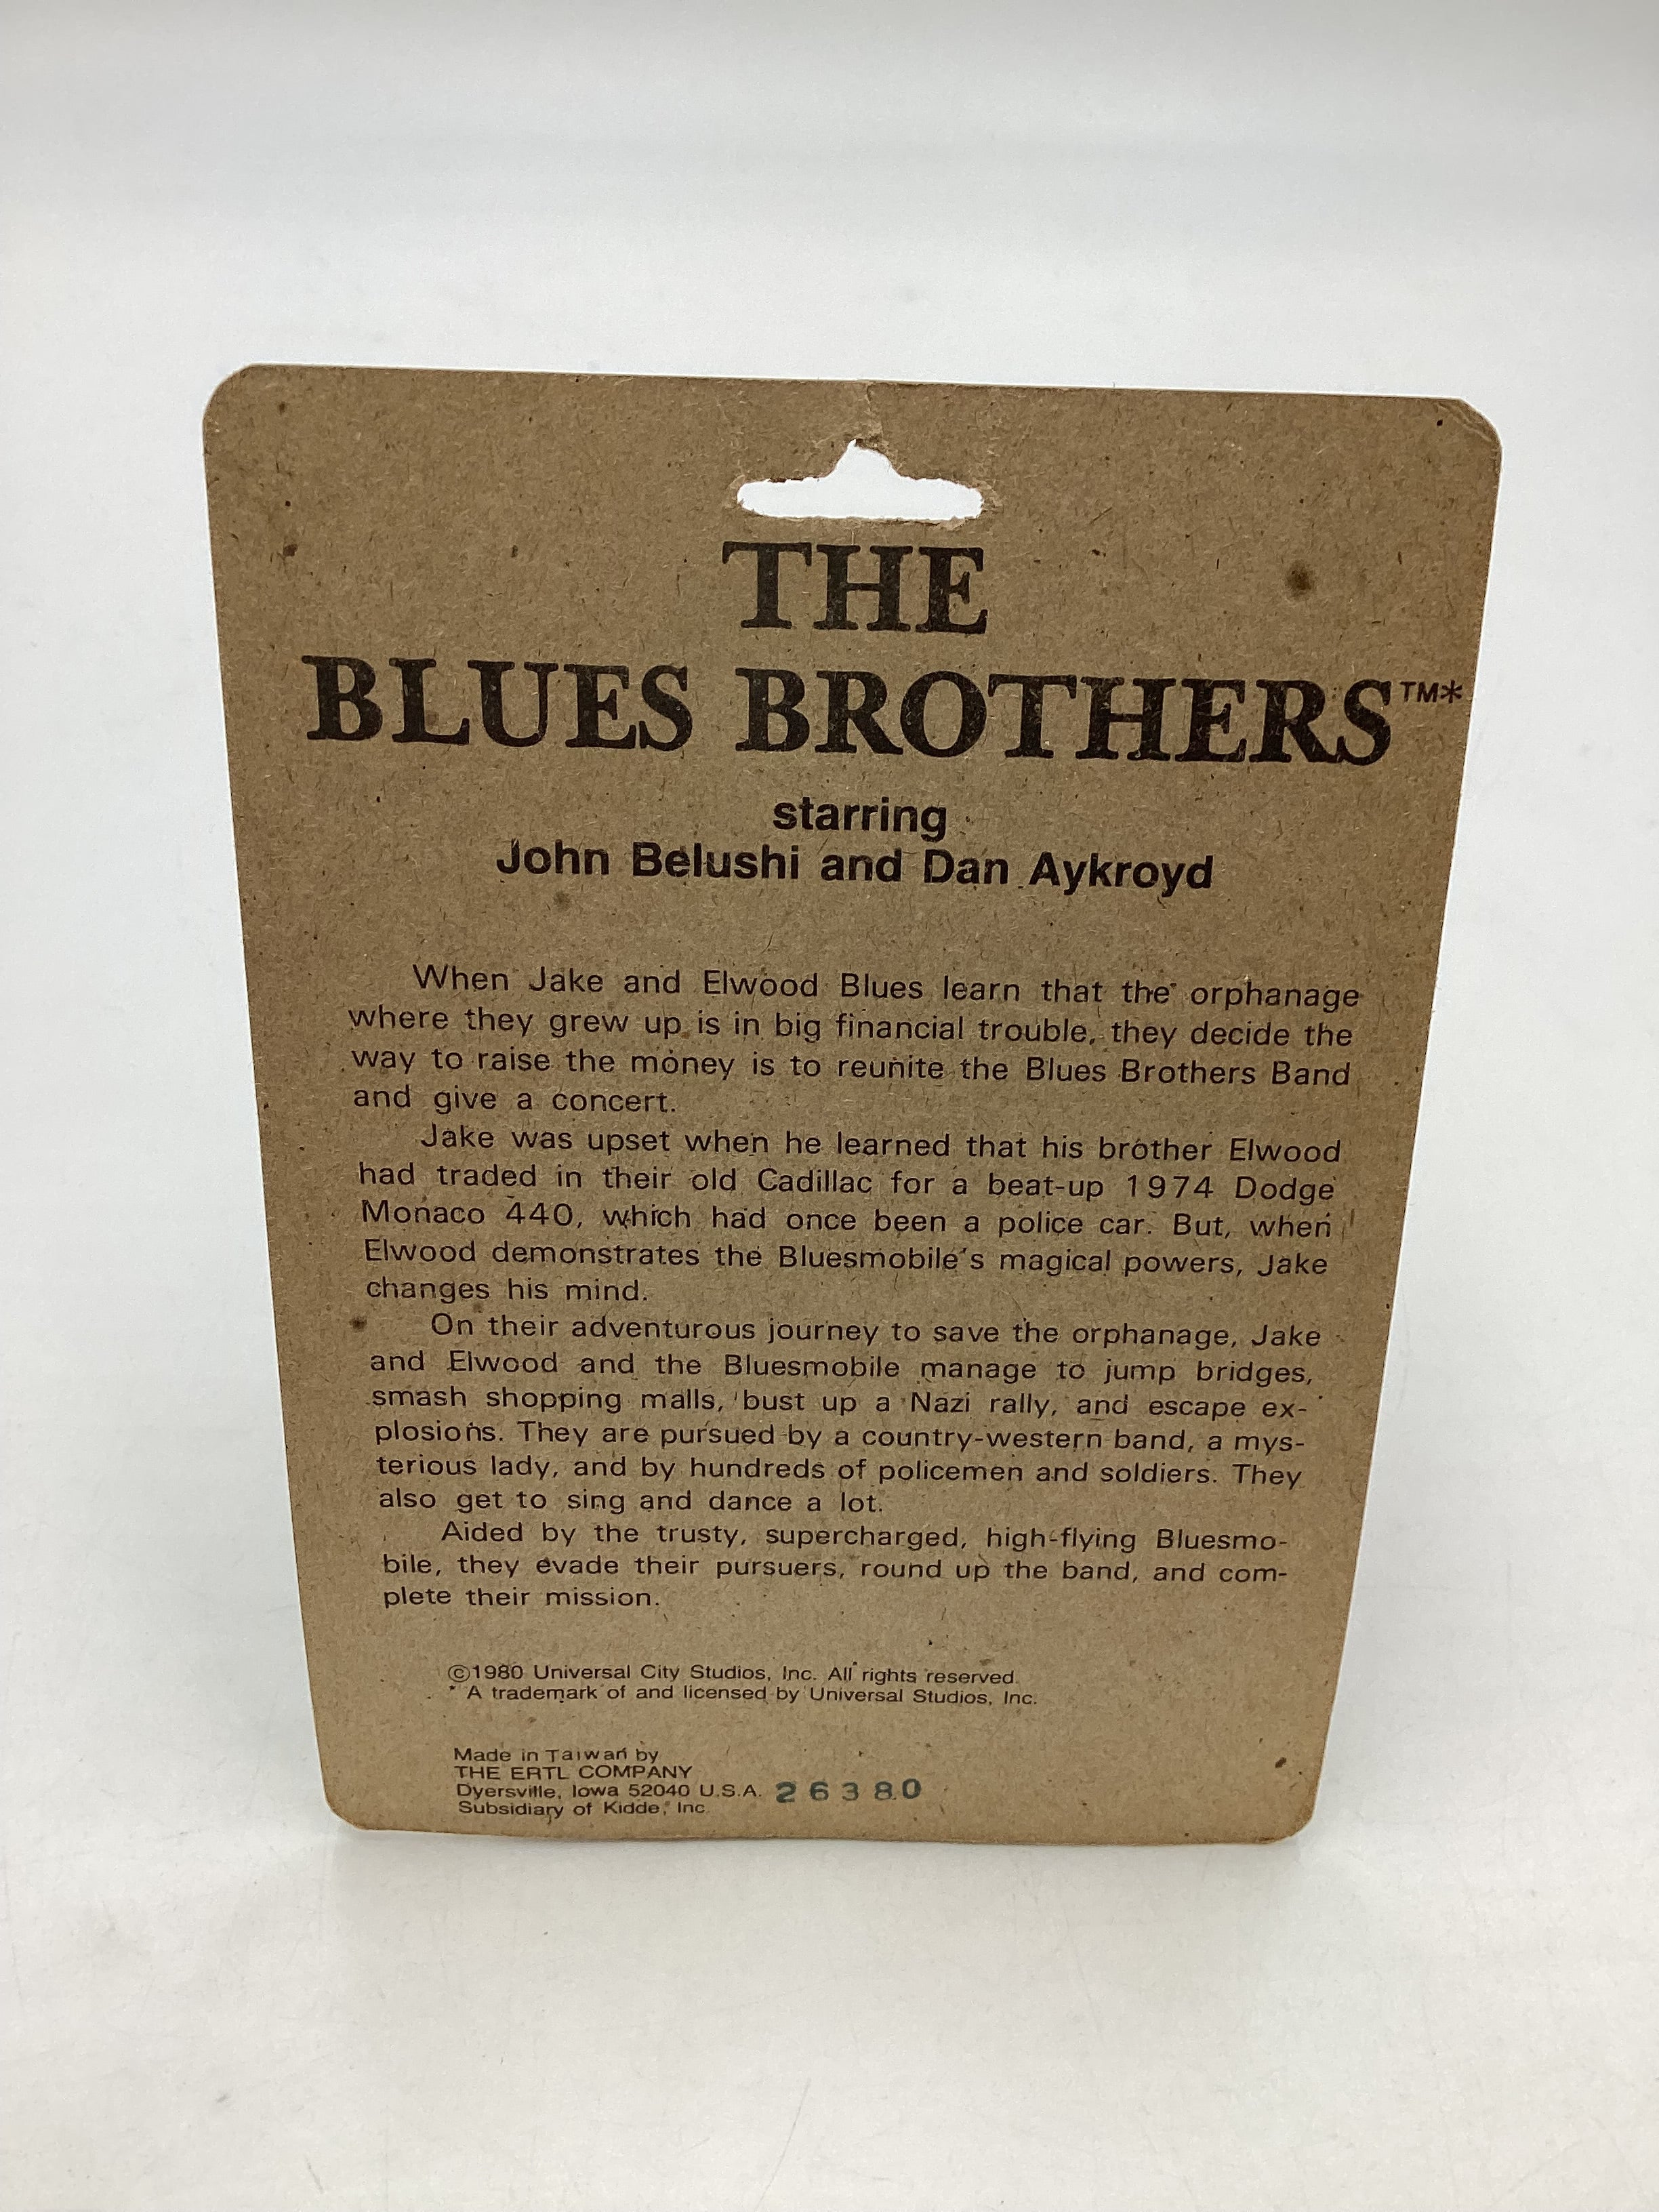 THE
BLUES BROTHERS™*
starring
John Belushi and Dan Aykroyd
When Jake and Elwood Blues learn that the orphanage
where they grew up is in big financial trouble, they decide the
way to raise the money is to reunite the Blues Brothers Band
and give a concert.
Jake was upset when he learned that his brother Elwood
had traded in their old Cadillac for a beat-up 1974 Dodge
Monaco 440, which had once been a police car. But, when
Elwood demonstrates the Bluesmobile's magical powers, Jake
changes his mind.
On their adventurous journey to save the orphanage, Jake
and Elwood and the Bluesmobile manage to jump bridges,
smash shopping malls, bust up a Nazi rally, and escape ex-
plosions. They are pursued by a country-western band, a mys-
terious lady, and by hundreds of policemen and soldiers. They
also get to sing and dance a lot.
Aided by the trusty, supercharged, high-flying Bluesmo-
bile, they evade their pursuers, round up the band, and com-
plete their mission.
©1980 Universal City Studios, Inc. All rights reserved.
* A trademark of and licensed by Universal Studios, Inc.
Made in Taiwan by
THE ERTL COMPANY
Dyersville, Iowa 52040 U.S.A. 26380
Subsidiary of Kidde, Inc.